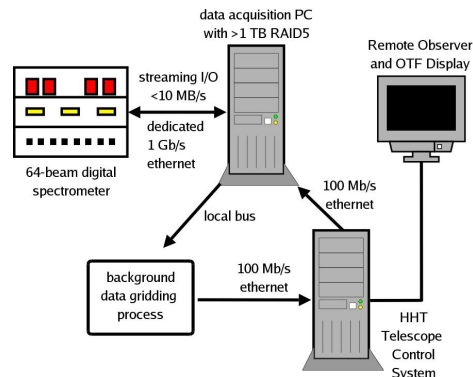 data acquisition PC
with >1 TB RAID5
Remote Observer
and OTF Display
streaming I/O
<10 MB/s
dedicated
1 Gb/s
ethernet
64-beam digital
spectrometer
100 Mb/s
ethernet
local bus
background
data gridding
process
100 Mb/s
ethernet
HHT
Telescope
Control
System